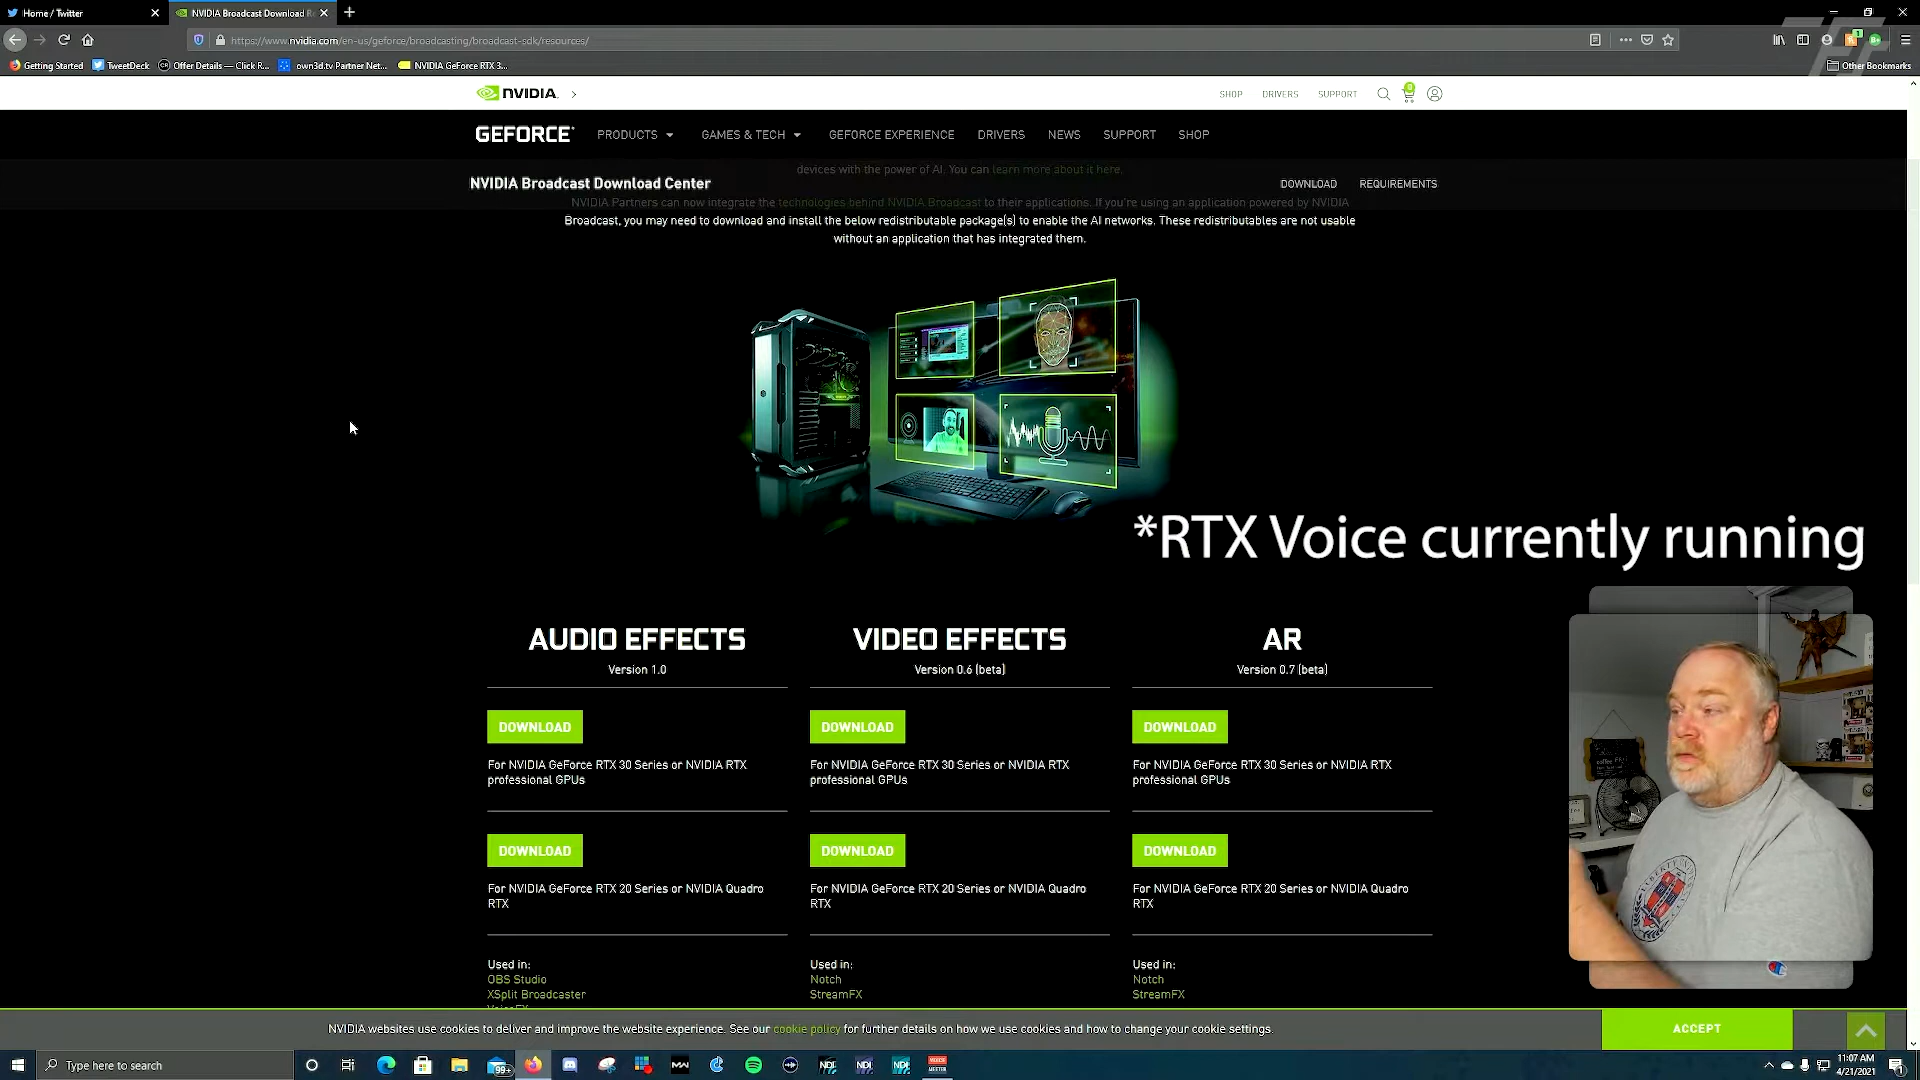 Home / Twitter
NVIDIA Broadcast Download Re
https://www.nvidia.com/en-us/geforce/broadcasting/broadcast-sdk/resources/
Getting Started
TweetDeck
Offer Details — Click R...
own3d.tv Partner Net...
NVIDIA GeForce RTX 3...
Other Bookmarks
NVIDIA.
SHOP
DRIVERS
SUPPORT
0
GEFORCE
PRODUCTS
GAMES & TECH
GEFORCE EXPERIENCE
DRIVERS
NEWS
SUPPORT
SHOP
devices with the power of AI. You can learn more about it here.
NVIDIA Broadcast Download Center
DOWNLOAD
REQUIREMENTS
NVIDIA Partners can now integrate the technologies behind NVIDIA Broadcast to their applications. If you're using an application powered by NVIDIA
Broadcast, you may need to download and install the below redistributable package(s) to enable the AI networks. These redistributables are not usable
without an application that has integrated them.
*RTX Voice currently running
AUDIO EFFECTS
Version 1.0
DOWNLOAD
For NVIDIA GeForce RTX 30 Series or NVIDIA RTX
professional GPUs
DOWNLOAD
For NVIDIA GeForce RTX 20 Series or NVIDIA Quadro
RTX
Used in:
OBS Studio
XSplit Broadcaster
VIDEO EFFECTS
Version 0.6 (beta)
DOWNLOAD
For NVIDIA GeForce RTX 30 Series or NVIDIA RTX
professional GPUs
DOWNLOAD
For NVIDIA GeForce RTX 20 Series or NVIDIA Quadro
RTX
Used in:
Notch
StreamFX
AR
Version 0.7 (beta)
DOWNLOAD
For NVIDIA GeForce RTX 30 Series or NVIDIA RTX
professional GPUs
DOWNLOAD
For NVIDIA GeForce RTX 20 Series or NVIDIA Quadro
RTX
Used in:
Notch
StreamFX
NVIDIA websites use cookies to deliver and improve the website experience. See our cookie policy for further details on how we use cookies and how to change your cookie settings.
ACCEPT
Type here to search
99+
NDI
NDI
NDI
11:07 AM
4/21/2021